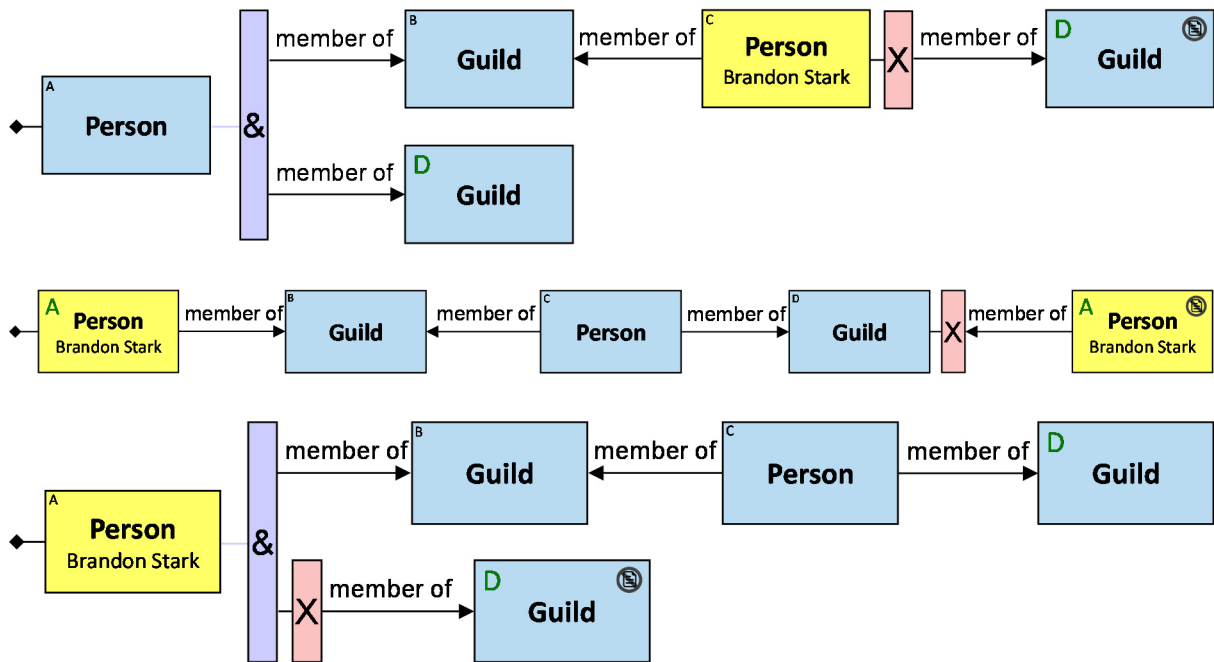 A
Person
&
member of
B
Guild
member of
C
Person
Brandon Stark
X
member of
D
Guild
member of
D
Guild
A
Person
Brandon Stark
member of
B
Guild
member of
C
Person
member of
D
Guild
X
member of
A
Person
Brandon Stark
A
Person
Brandon Stark
&
member of
B
Guild
member of
C
Person
member of
D
Guild
X
member of
D
Guild